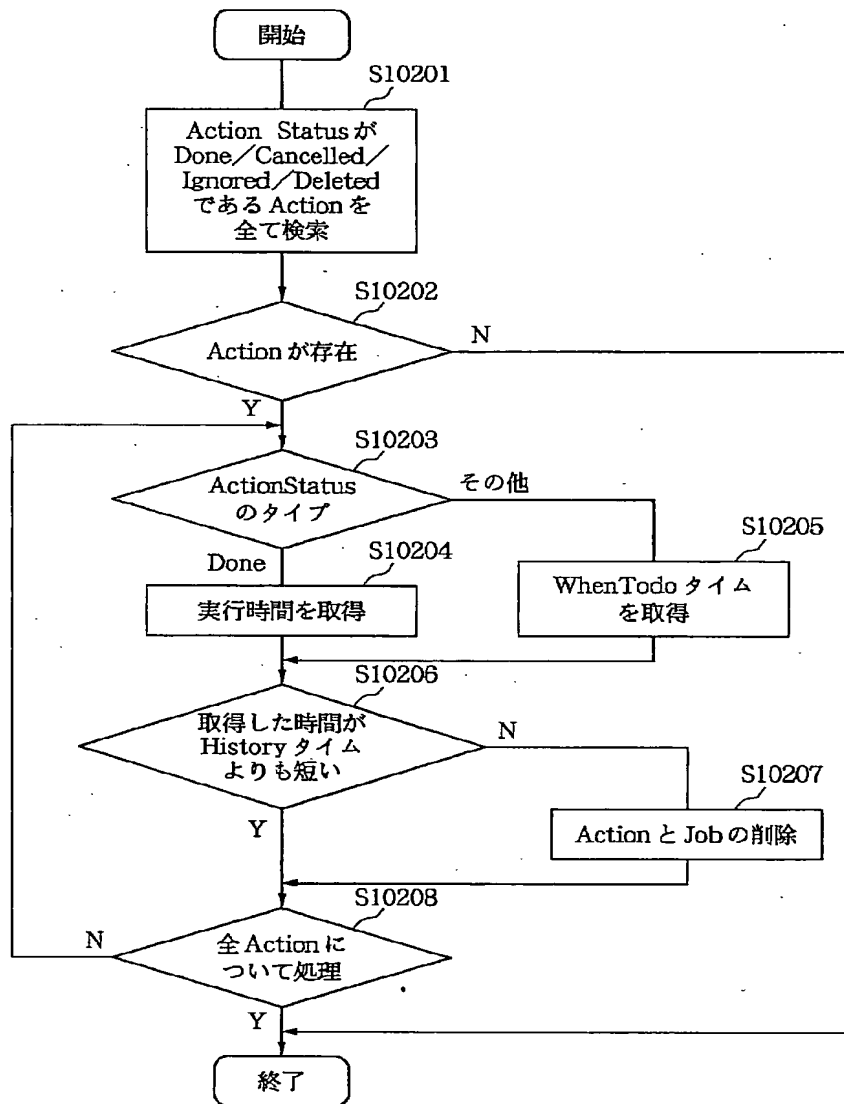 開始
S10201
Action Statusが
Done/Cancelled/
Ignored/Deleted
であるActionを
全て検索
S10202
Actionが存在
N
Y
S10203
ActionStatus
のタイプ
その他
Done
S10204
実行時間を取得
S10205
WhenTodoタイム
を取得
S10206
取得した時間が
Historyタイム
よりも短い
N
Y
S10207
ActionとJobの削除
S10208
全Actionに
ついて処理
N
Y
終了